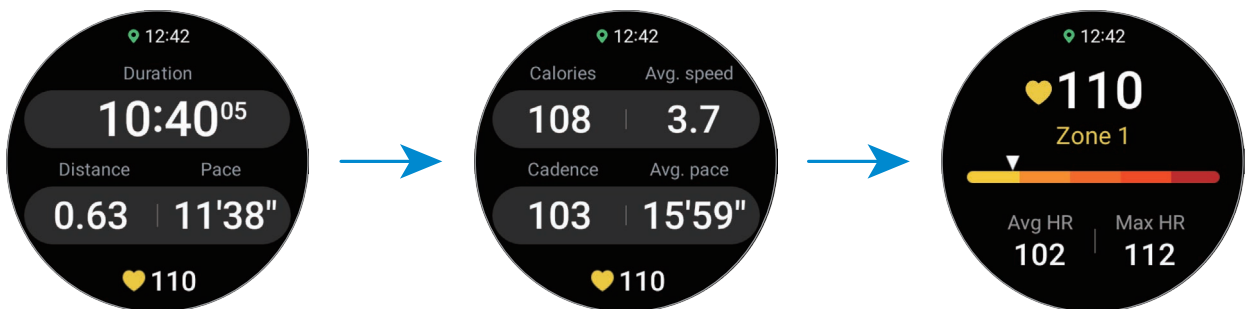 12:42
Duration
10:40 05
Distance Pace
0.63 11'38"
110
12:42
Calories Avg. speed
108 3.7
Cadence Avg. pace
103 15'59"
110
12:42
110
Zone 1
Avg HR Max HR
102 112